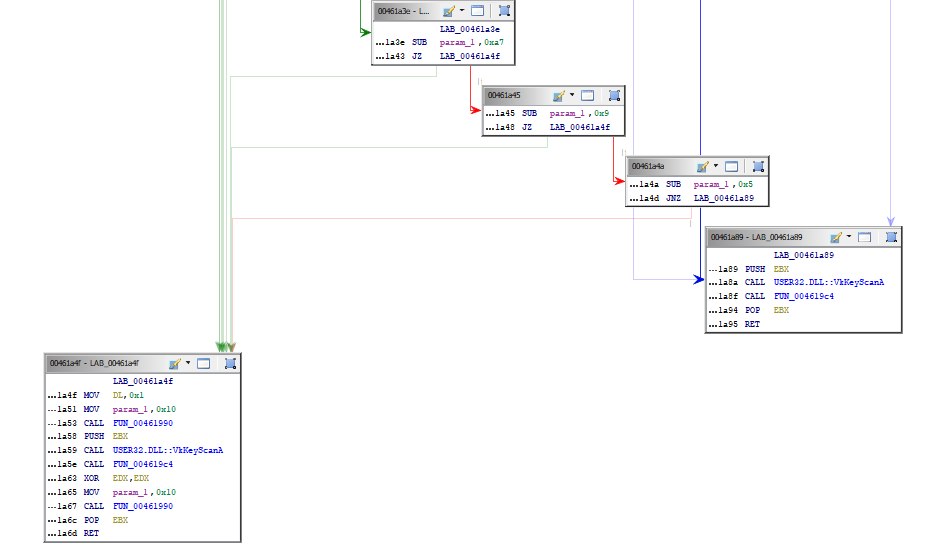 00461a3e - L...
LAB_00461a3e
...1a3e SUB param_1,0xa7
...1a43 JZ LAB_00461a4f
00461a45
...1a45 SUB param_1,0x9
...1a48 JZ LAB_00461a4f
00461a4a
...1a4a SUB param_1,0x5
...1a4d JNZ LAB_00461a89
00461a89 - LAB_00461a89
LAB_00461a89
...1a89 PUSH EBX
...1a8a CALL USER32.DLL::VkKeyScanA
...1a8f CALL FUN_004619c4
...1a94 POP EBX
...1a95 RET
00461a4f - LAB_00461a4f
LAB_00461a4f
...1a4f MOV DL,0x1
...1a51 MOV param_1,0x10
...1a53 CALL FUN_00461990
...1a58 PUSH EBX
...1a59 CALL USER32.DLL::VkKeyScanA
...1a5e CALL FUN_004619c4
...1a63 XOR EDX,EDX
...1a65 MOV param_1,0x10
...1a67 CALL FUN_00461990
...1a6c POP EBX
...1a6d RET